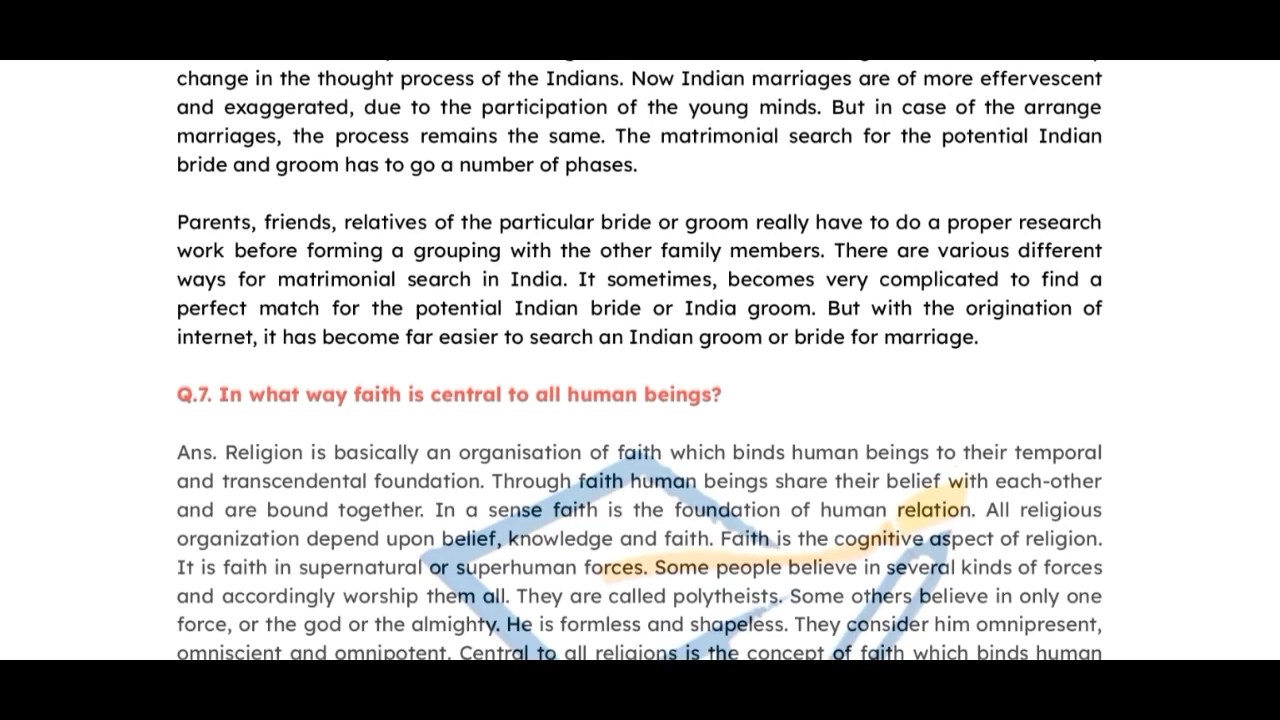 change in the thought process of the Indians. Now Indian marriages are of more effervescent
and exaggerated, due to the participation of the young minds. But in case of the arrange
marriages, the process remains the same. The matrimonial search for the potential Indian
bride and groom has to go a number of phases.
Parents, friends, relatives of the particular bride or groom really have to do a proper research
work before forming a grouping with the other family members. There are various different
ways for matrimonial search in India. It sometimes, becomes very complicated to find a
perfect match for the potential Indian bride or India groom. But with the origination of
internet, it has become far easier to search an Indian groom or bride for marriage.
Q.7. In what way faith is central to all human beings?
Ans. Religion is basically an organisation of faith which binds human beings to their temporal
and transcendental foundation. Through faith human beings share their belief with each-other
and are bound together. In a sense faith is the foundation of human relation. All religious
organization depend upon belief, knowledge and faith. Faith is the cognitive aspect of religion.
It is faith in supernatural or superhuman forces. Some people believe in several kinds of forces
and accordingly worship them all. They are called polytheists. Some others believe in only one
force, or the god or the almighty. He is formless and shapeless. They consider him omnipresent,
omniscient and omnipotent. Central to all religions is the concept of faith which binds human